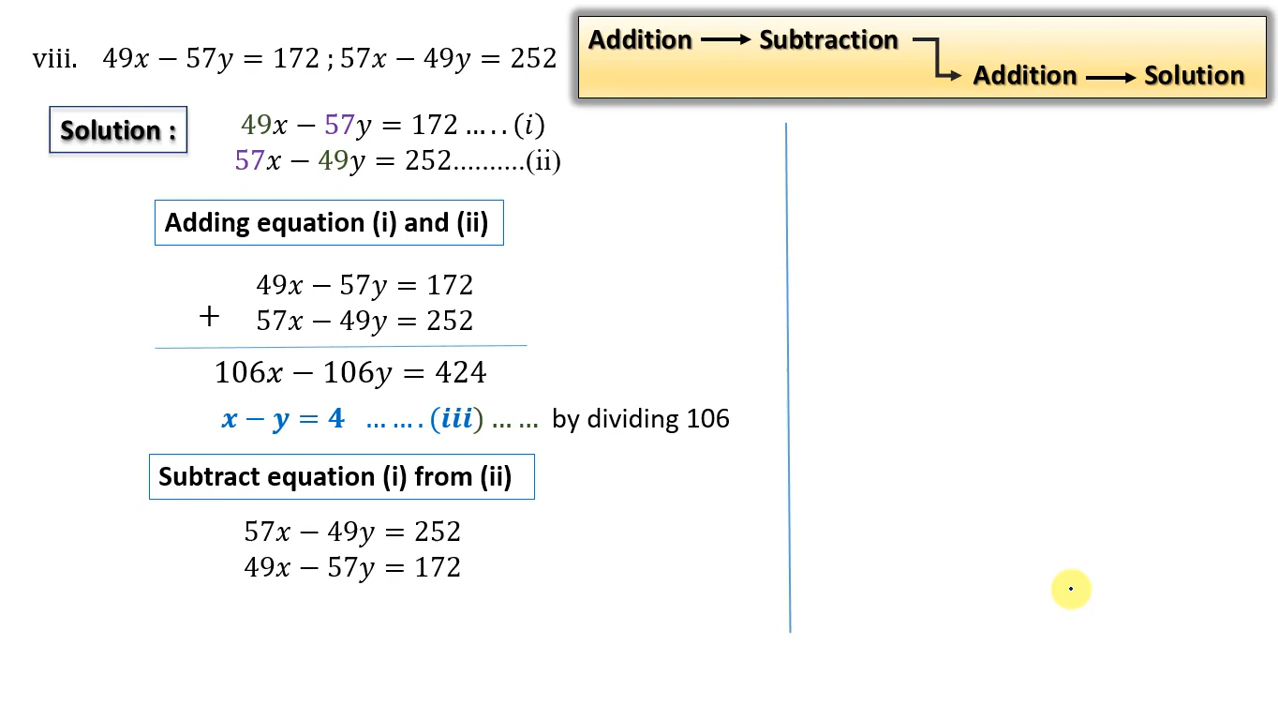 viii. 49x − 57y = 172 ; 57x − 49y = 252
Addition → Subtraction
Addition → Solution
Solution :
49x − 57y = 172 ... . . (i)
57x − 49y = 252..........(ii)
Adding equation (i) and (ii)
49x − 57y = 172
+ 57x − 49y = 252
106x − 106y = 424
x − y = 4 ... ... . (iii) ... ... by dividing 106
Subtract equation (i) from (ii)
57x − 49y = 252
49x − 57y = 172